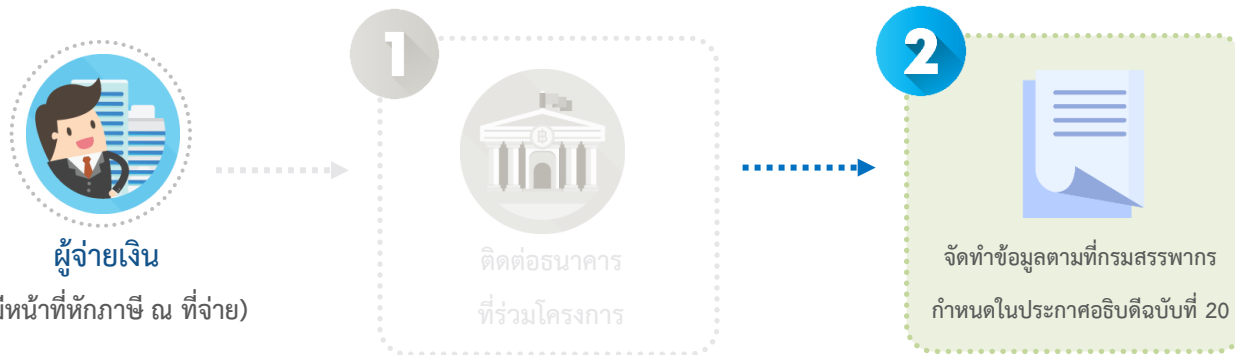 1
2
ผู้จ่ายเงิน
มีหน้าที่หักภาษี ณ ที่จ่าย)
ติดต่อธนาคาร
ที่ร่วมโครงการ
จัดทำข้อมูลตามที่กรมสรรพากร
กำหนดในประกาศอธิบดีฉบับที่ 20